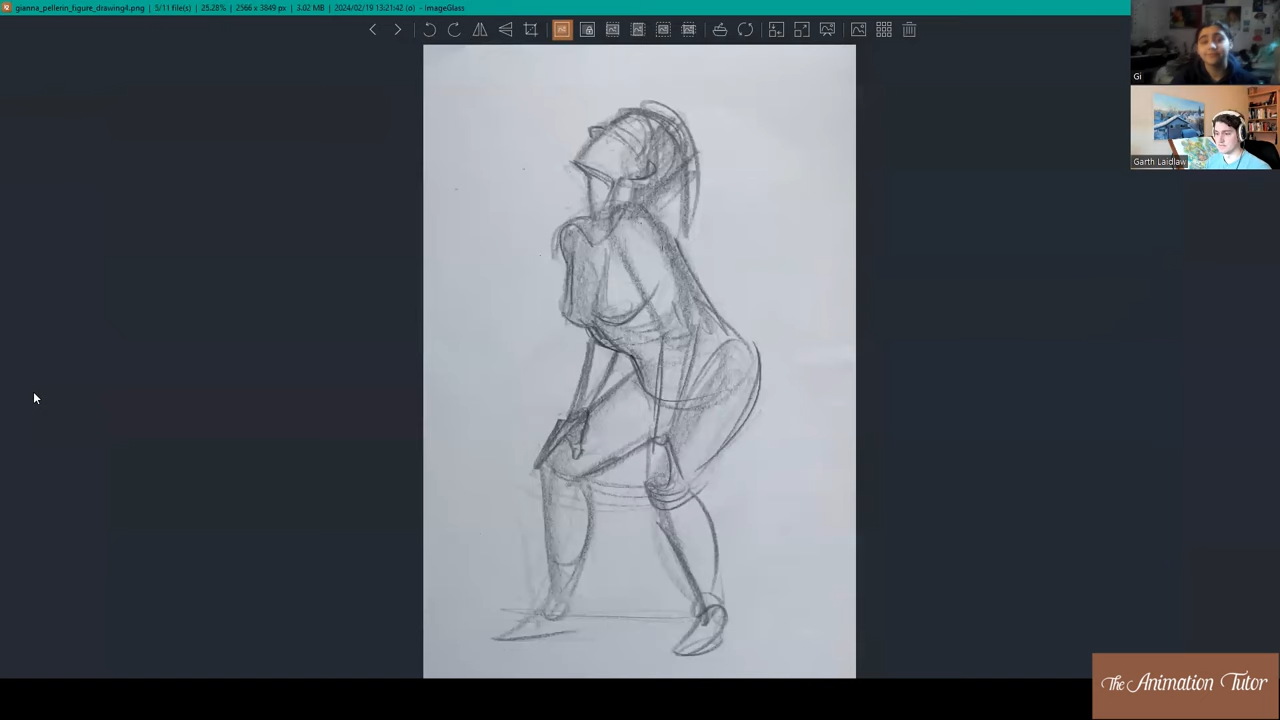 gianna_pellerin_figure_drawing4.png | 5/11 file(s) | 25.28% | 2566 x 3849 px | 3.02 MB | 2024/02/19 13:21:42 (o) - ImageGlass
Gi
Garth Laidlaw
The Animation Tutor